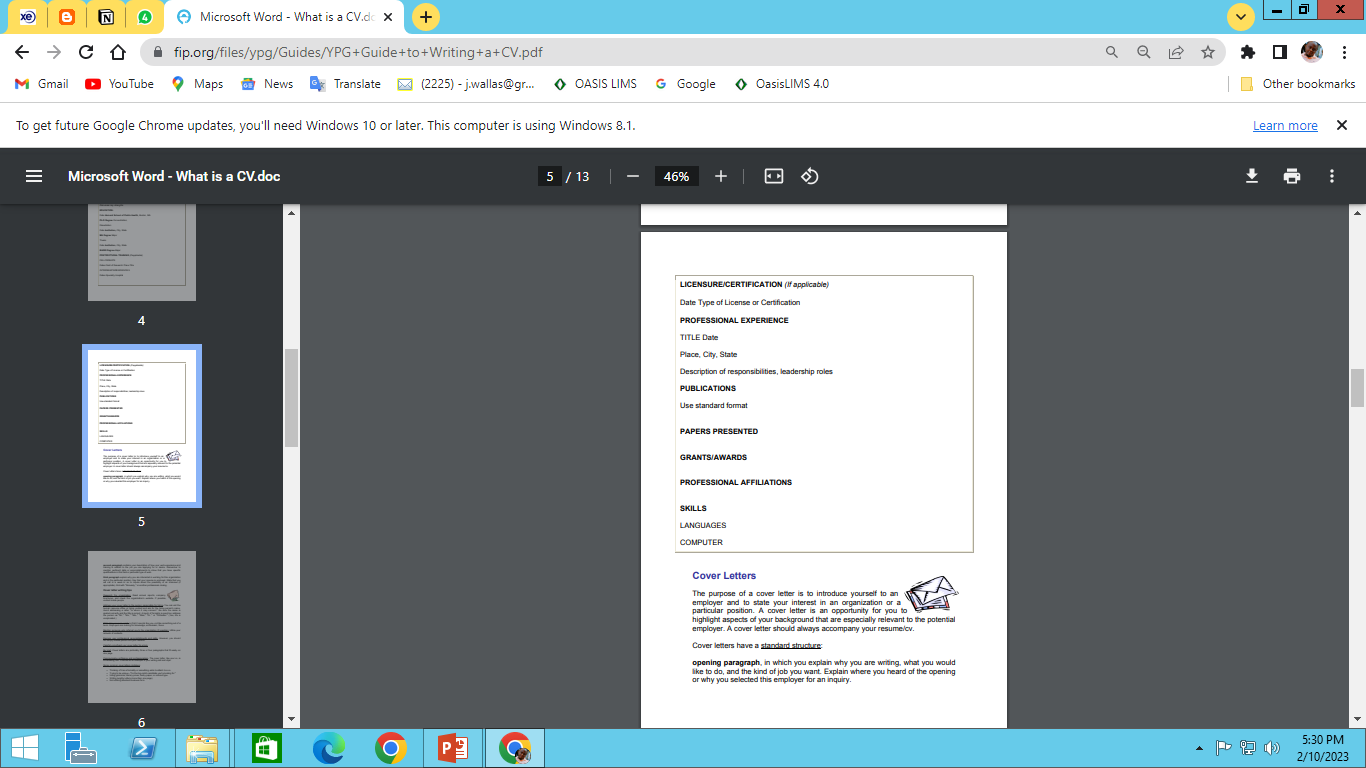 xe
N
4
Microsoft Word - What is a CV.do
fip.org/files/ypg/Guides/YPG+Guide+to+Writing+a+CV.pdf
Gmail
YouTube
Maps
News
Translate
(2225) - j.wallas@gr...
OASIS LIMS
Google
OasisLIMS 4.0
Other bookmarks
To get future Google Chrome updates, you'll need Windows 10 or later. This computer is using Windows 8.1.
Learn more
Microsoft Word - What is a CV.doc
5 / 13
46%
4
5
6
LICENSURE/CERTIFICATION (If applicable)
Date Type of License or Certification
PROFESSIONAL EXPERIENCE
TITLE Date
Place, City, State
Description of responsibilities, leadership roles
PUBLICATIONS
Use standard format
PAPERS PRESENTED
GRANTS/AWARDS
PROFESSIONAL AFFILIATIONS
SKILLS
LANGUAGES
COMPUTER
Cover Letters
The purpose of a cover letter is to introduce yourself to an
employer and to state your interest in an organization or a
particular position. A cover letter is an opportunity for you to
highlight aspects of your background that are especially relevant to the potential
employer. A cover letter should always accompany your resume/cv.
Cover letters have a standard structure:
opening paragraph, in which you explain why you are writing, what you would
like to do, and the kind of job you want. Explain where you heard of the opening
or why you selected this employer for an inquiry.
5:30 PM
2/10/2023